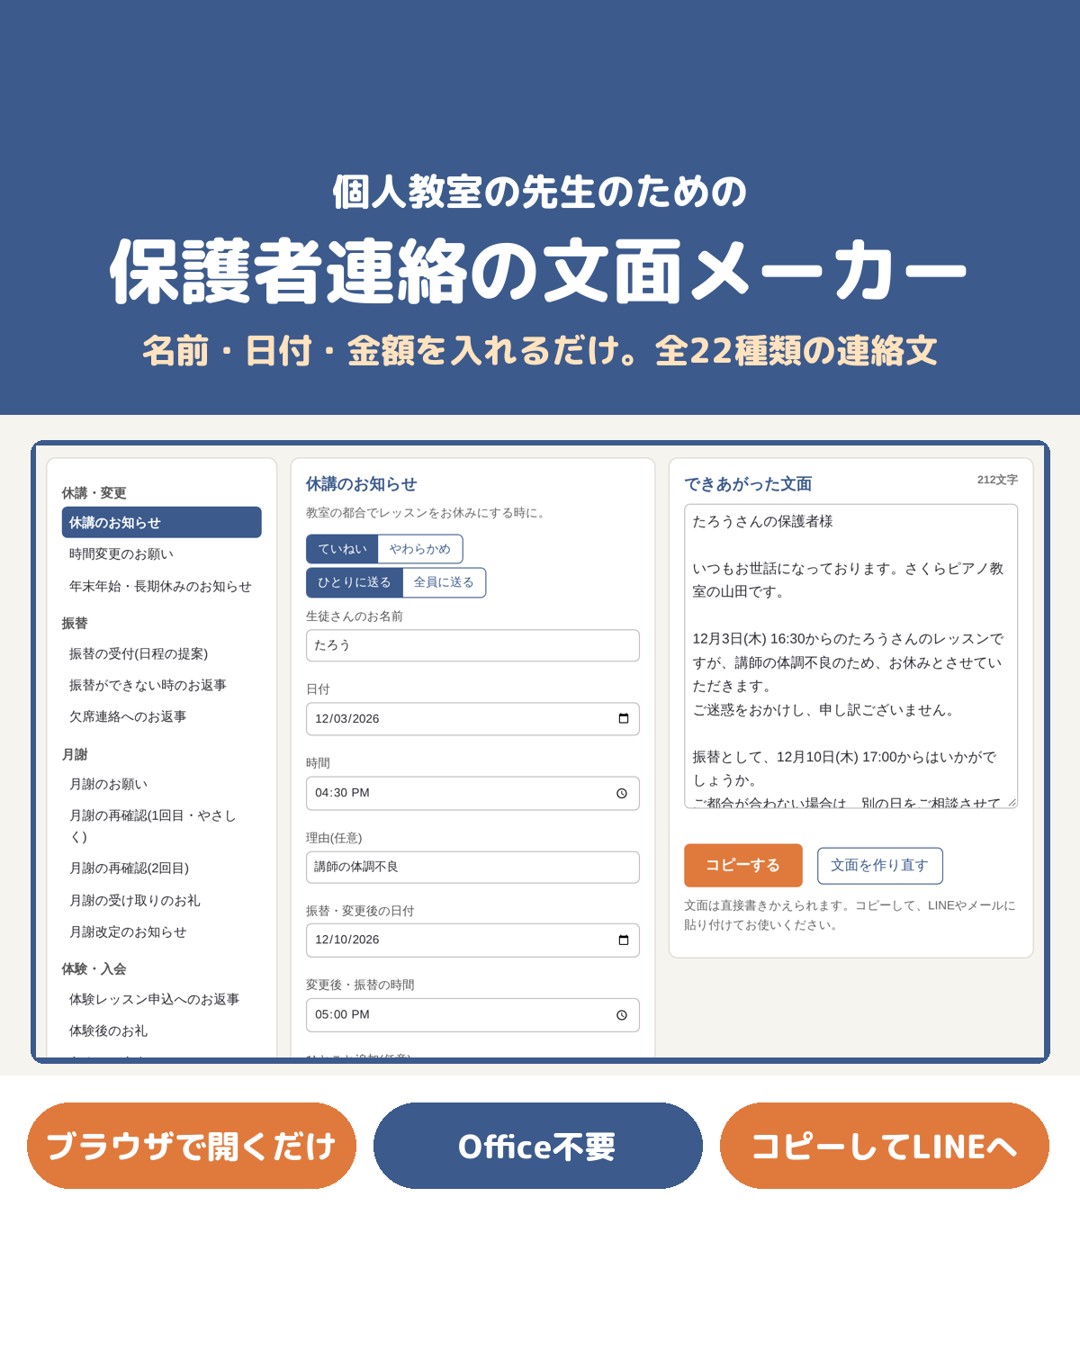 個人教室の先生のための
保護者連絡の文面メーカー
名前・日付・金額を入れるだけ。全22種類の連絡文
休講・変更
休講のお知らせ
時間変更のお願い
年末年始・長期休みのお知らせ
振替
振替の受付(日程の提案)
振替ができない時のお返事
欠席連絡へのお返事
月謝
月謝のお願い
月謝の再確認(1回目・やさし
く)
月謝の再確認(2回目)
月謝の受け取りのお礼
月謝改定のお知らせ
体験・入会
体験レッスン申込へのお返事
体験後のお礼
休講のお知らせ
教室の都合でレッスンをお休みにする時に。
ていねい やわらかめ
ひとりに送る 全員に送る
生徒さんのお名前
たろう
日付
12/03/2026
時間
04:30 PM
理由(任意)
講師の体調不良
振替・変更後の日付
12/10/2026
変更後・振替の時間
05:00 PM
できあがった文面
212文字
たろうさんの保護者様
いつもお世話になっております。さくらピアノ教
室の山田です。
12月3日(木) 16:30からのたろうさんのレッスンで
すが、講師の体調不良のため、お休みとさせてい
ただきます。
ご迷惑をおかけし、申し訳ございません。
振替として、12月10日(木) 17:00からはいかがで
しょうか。
ご都合が合わない場合は、別の日をご相談させて
コピーする 文面を作り直す
文面は直接書きかえられます。コピーして、LINEやメールに
貼り付けてお使いください。
ブラウザで開くだけ
Office不要
コピーしてLINEへ